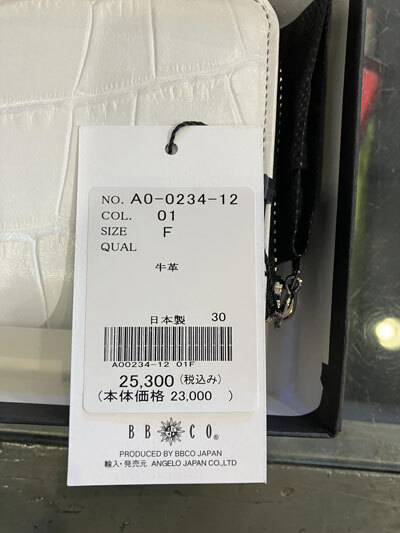 NO. A0-0234-12
COL. 01
SIZE F
QUAL
牛革
日本製 30
A00234-12 01F
25,300(税込み)
(本体価格 23,000 )
BB CO®
PRODUCED BY BBCO JAPAN
輸入・発売元 ANGELO JAPAN CO.,LTD